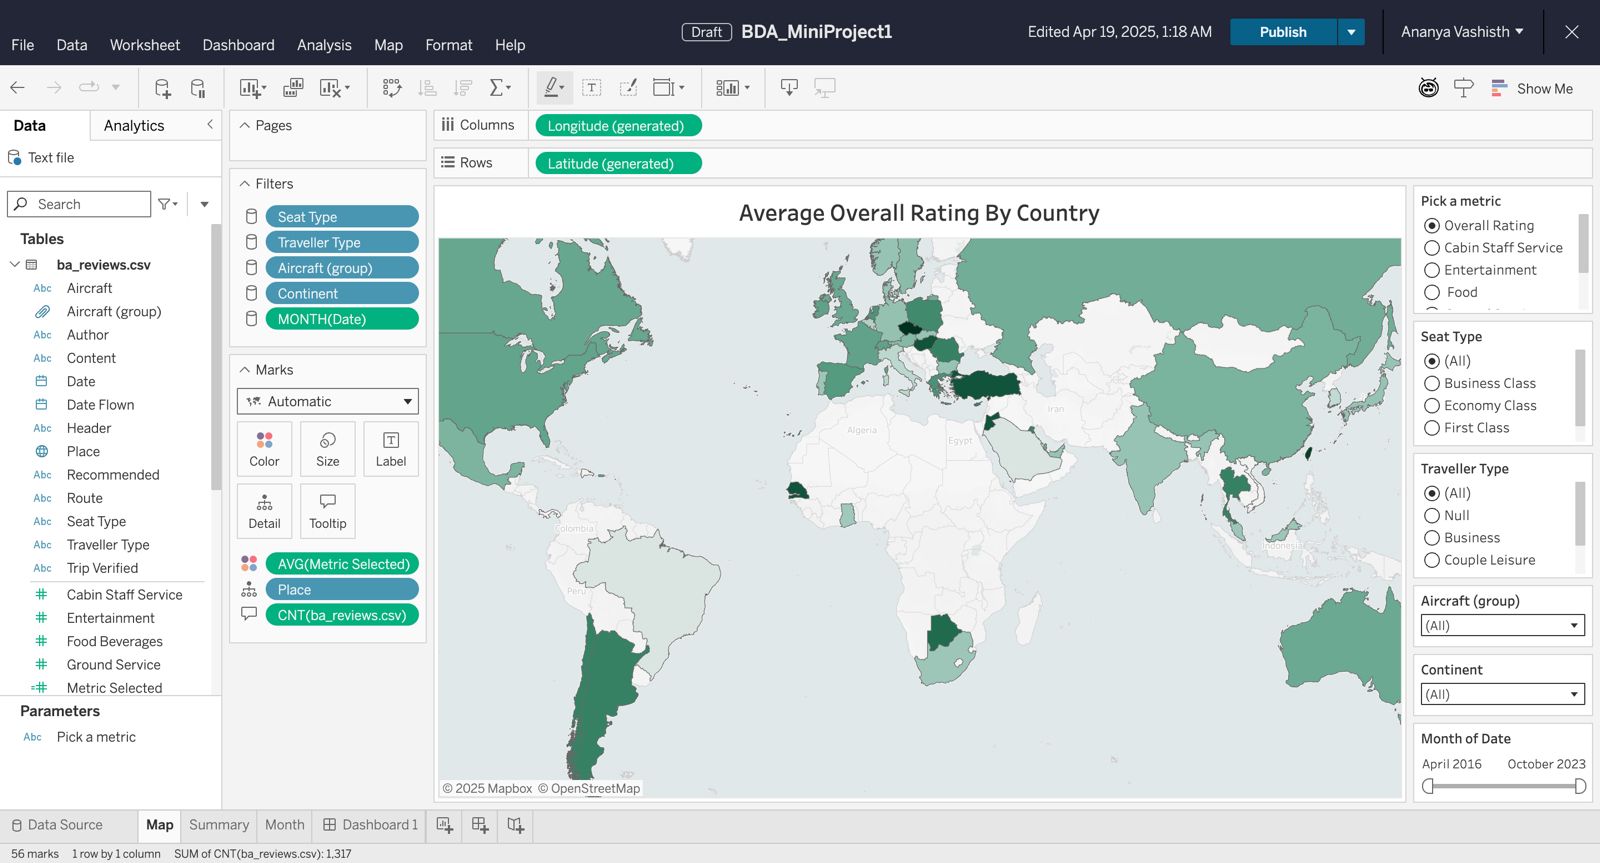 Draft BDA_MiniProject1 Edited Apr 19, 2025, 1:18 AM Publish Ananya Vashisth
File Data Worksheet Dashboard Analysis Map Format Help
Show Me
Data Analytics
Text file
Search
Tables
ba_reviews.csv
Abc Aircraft
Aircraft (group)
Abc Author
Abc Content
Date
Date Flown
Abc Header
Place
Abc Recommended
Abc Route
Abc Seat Type
Abc Traveller Type
Abc Trip Verified
Cabin Staff Service
Entertainment
Food Beverages
Ground Service
Metric Selected
Parameters
Abc Pick a metric
Pages
Filters
Seat Type
Traveller Type
Aircraft (group)
Continent
MONTH(Date)
Marks
Automatic
Color Size Label
Detail Tooltip
AVG(Metric Selected)
Place
CNT(ba_reviews.csv)
Columns Longitude (generated)
Rows Latitude (generated)
Average Overall Rating By Country
Iran
Algeria
Egypt
Colombia
Indonesia
Peru
© 2025 Mapbox © OpenStreetMap
Pick a metric
Overall Rating
Cabin Staff Service
Entertainment
Food
Seat Type
(All)
Business Class
Economy Class
First Class
Traveller Type
(All)
Null
Business
Couple Leisure
Aircraft (group)
(All)
Continent
(All)
Month of Date
April 2016 October 2023
Data Source Map Summary Month Dashboard 1
56 marks 1 row by 1 column SUM of CNT(ba_reviews.csv): 1,317